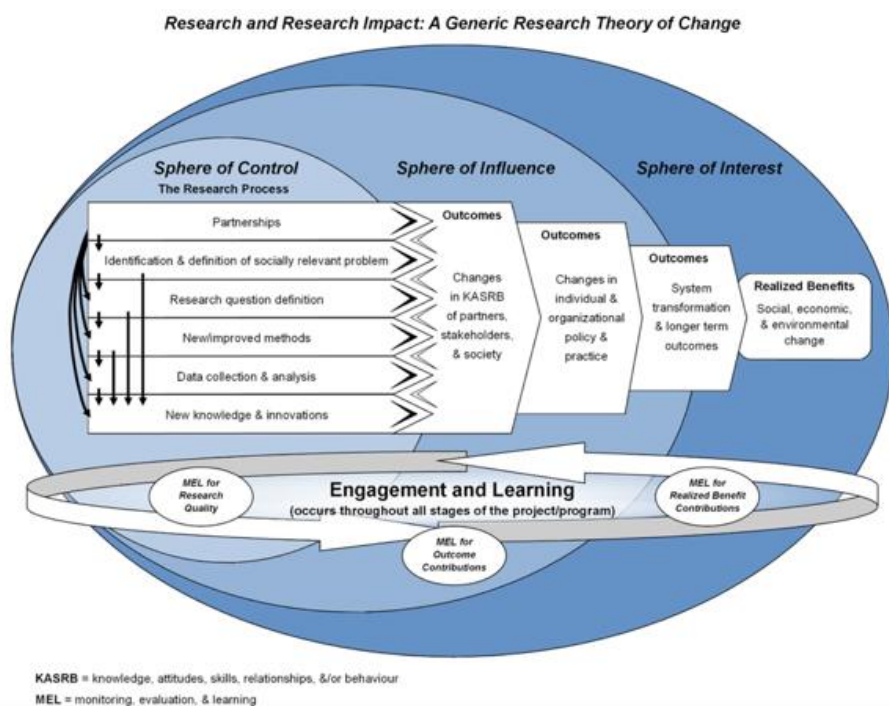 Research and Research Impact: A Generic Research Theory of Change
Sphere of Control
Sphere of Influence
Sphere of Interest
The Research Process
Partnerships
Identification & definition of socially relevant problem
Research question definition
New/improved methods
Data collection & analysis
New knowledge & innovations
Outcomes
Changes
in KASRB
of partners,
stakeholders,
& society
Outcomes
Changes in
individual &
organizational
policy &
practice
Outcomes
System
transformation
& longer term
outcomes
Realized Benefits
Social, economic,
& environmental
change
MEL for
Research
Quality
Engagement and Learning
(occurs throughout all stages of the project/program)
MEL for
Outcome
Contributions
MEL for
Realized Benefit
Contributions
KASRB = knowledge, attitudes, skills, relationships, &/or behaviour
MEL = monitoring, evaluation, & learning